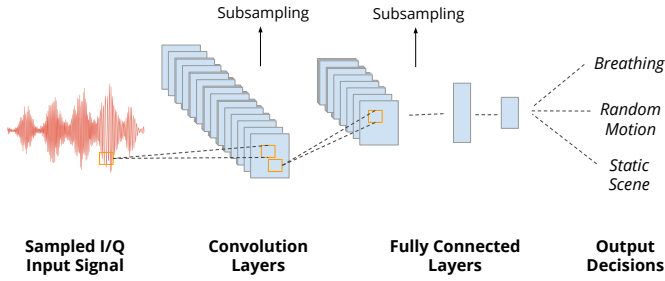 Subsampling
Subsampling
Breathing
Random
Motion
Static
Scene
Sampled I/Q
Input Signal
Convolution
Layers
Fully Connected
Layers
Output
Decisions